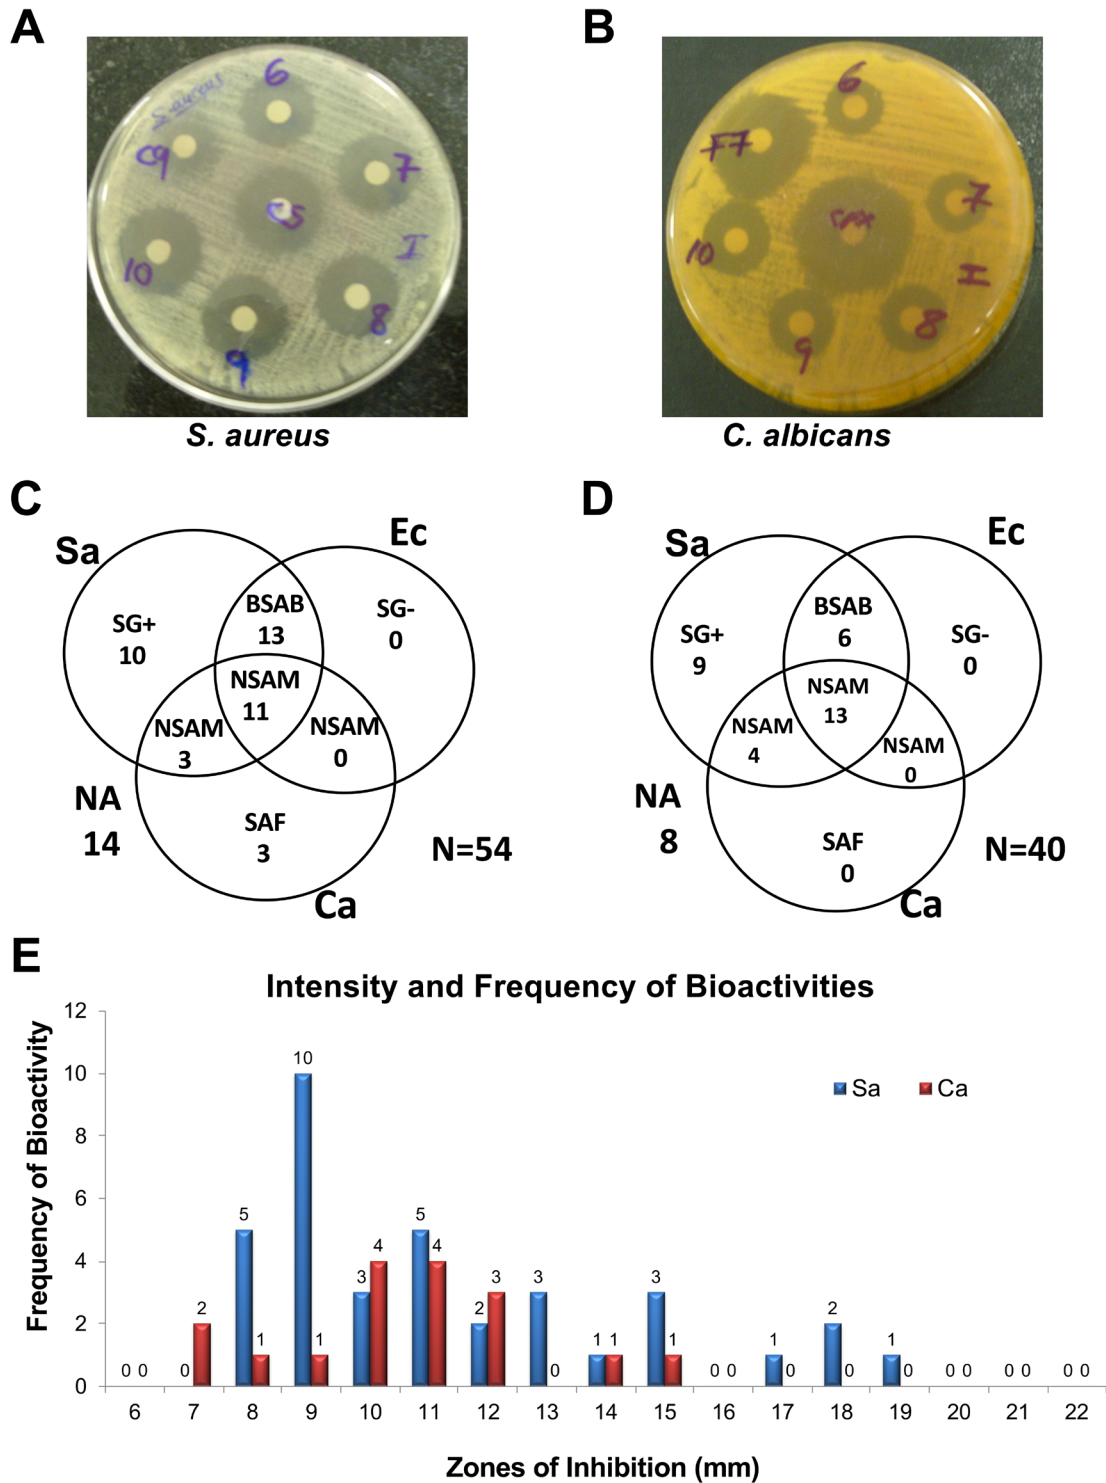 A
B
S. aureus
6
C9
7
C5
I
10
8
9
6
F7
7
CPX
10
I
8
9
S. aureus
C. albicans
C
D
Sa
Ec
SG+
10
BSAB
13
SG-
0
NSAM
11
NSAM
3
NSAM
0
NA
14
SAF
3
N=54
Ca
Sa
Ec
SG+
9
BSAB
6
SG-
0
NSAM
13
NSAM
4
NSAM
0
NA
8
SAF
0
N=40
Ca
E
Intensity and Frequency of Bioactivities
Frequency of Bioactivity
12
10
8
6
4
2
0
Sa
Ca
0 0
0 2
5 1
10 1
3 4
5 4
2 3
3 0
1 1
3 1
0 0
1 0
2 0
1 0
0 0
0 0
0 0
6 7 8 9 10 11 12 13 14 15 16 17 18 19 20 21 22
Zones of Inhibition (mm)